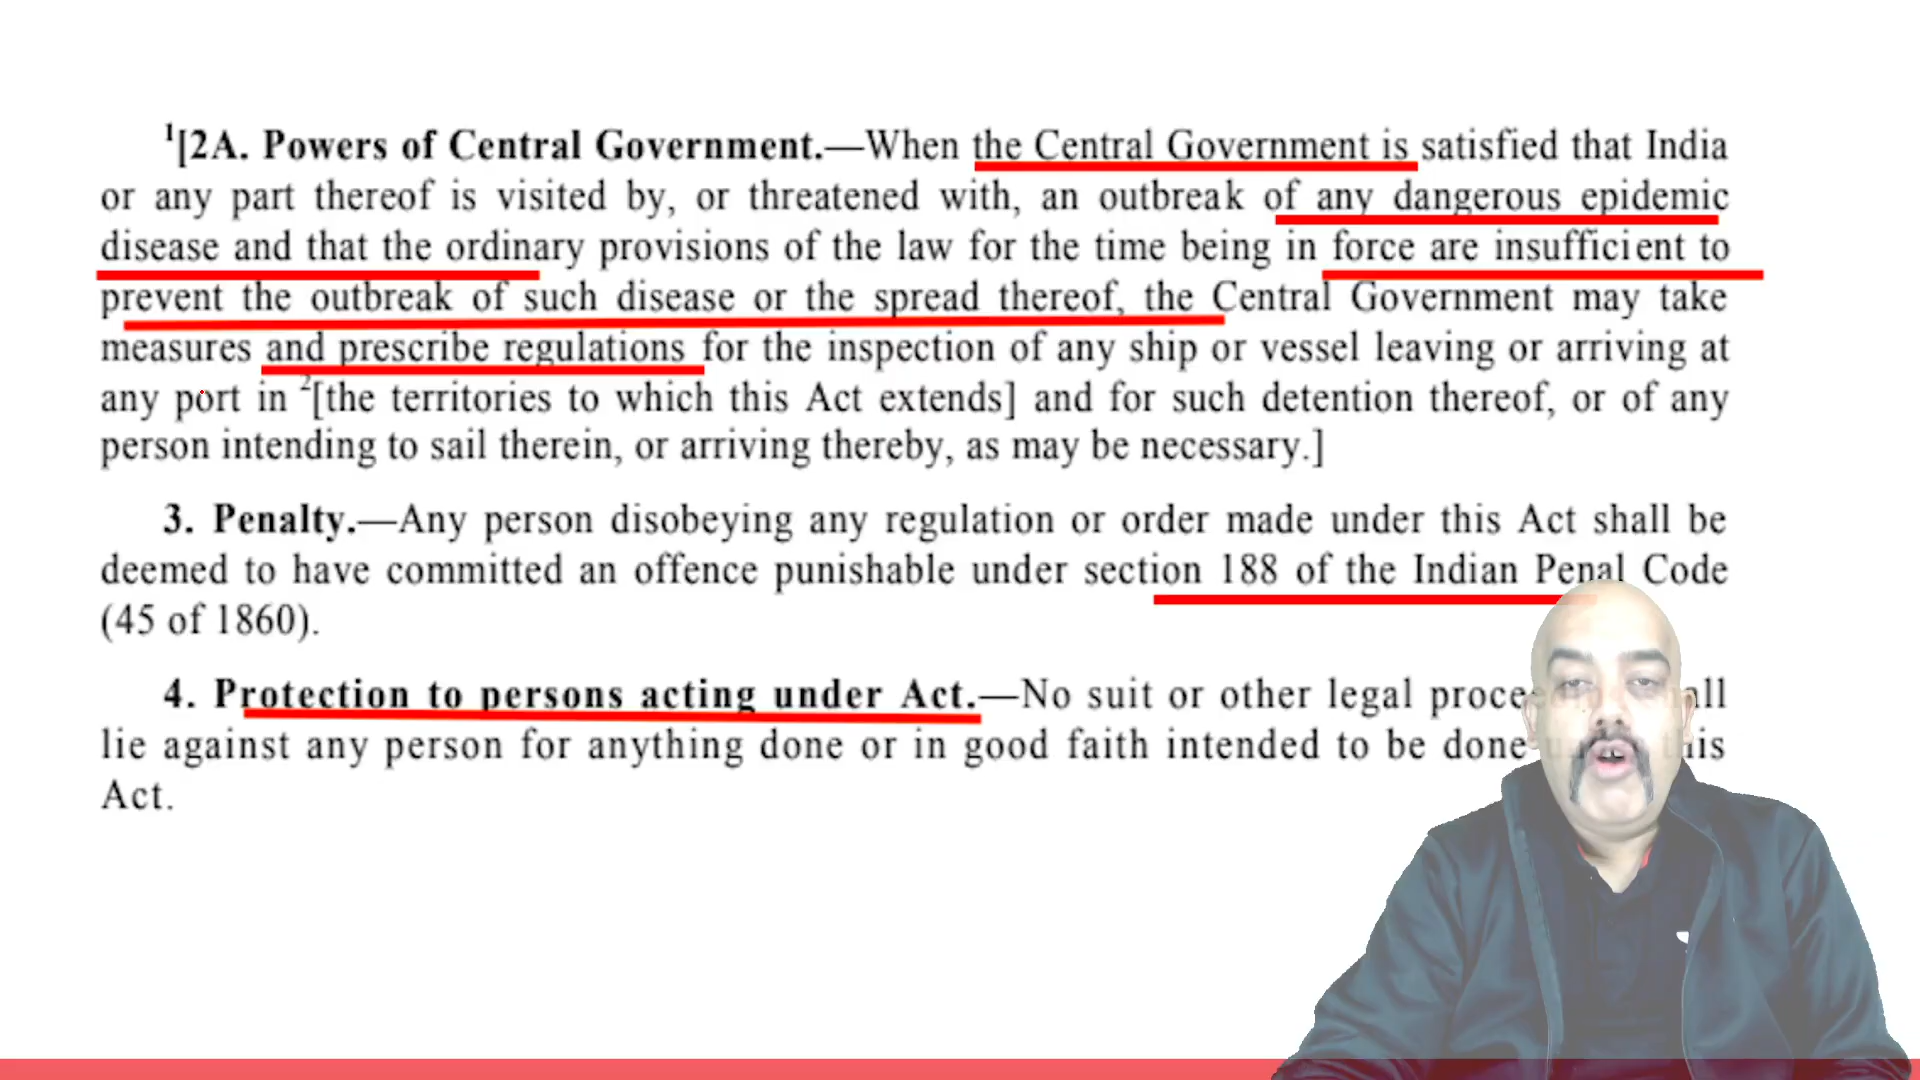 ¹[2A. Powers of Central Government.—When the Central Government is satisfied that India
or any part thereof is visited by, or threatened with, an outbreak of any dangerous epidemic
disease and that the ordinary provisions of the law for the time being in force are insufficient to
prevent the outbreak of such disease or the spread thereof, the Central Government may take
measures and prescribe regulations for the inspection of any ship or vessel leaving or arriving at
any port in ²[the territories to which this Act extends] and for such detention thereof, or of any
person intending to sail therein, or arriving thereby, as may be necessary.]
3. Penalty.—Any person disobeying any regulation or order made under this Act shall be
deemed to have committed an offence punishable under section 188 of the Indian Penal Code
(45 of 1860).
4. Protection to persons acting under Act.—No suit or other legal
lie against any person for anything done or in good faith intended to be done this
Act.